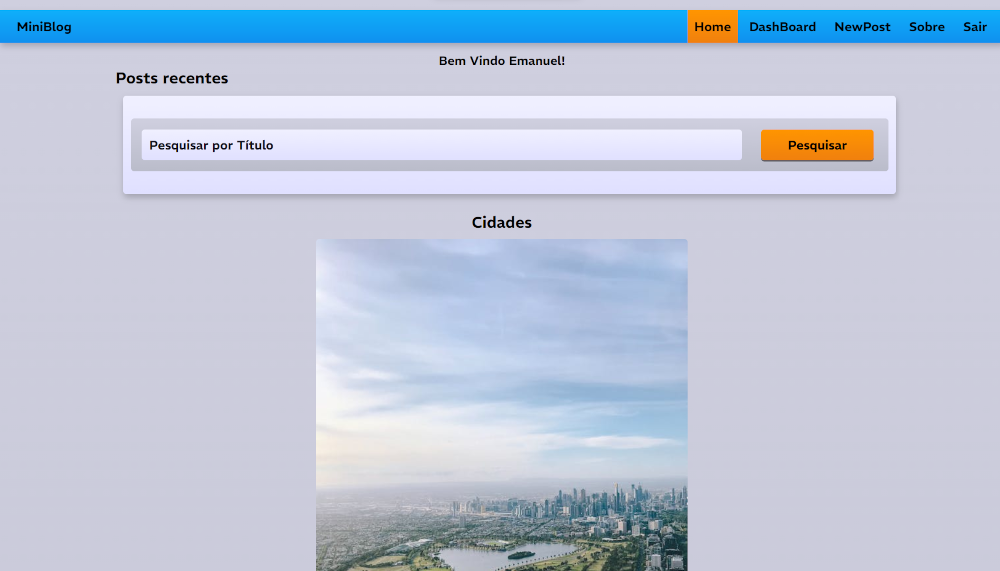 MiniBlog Home DashBoard NewPost Sobre Sair
Bem Vindo Emanuel!
Posts recentes
Pesquisar por Título Pesquisar
Cidades